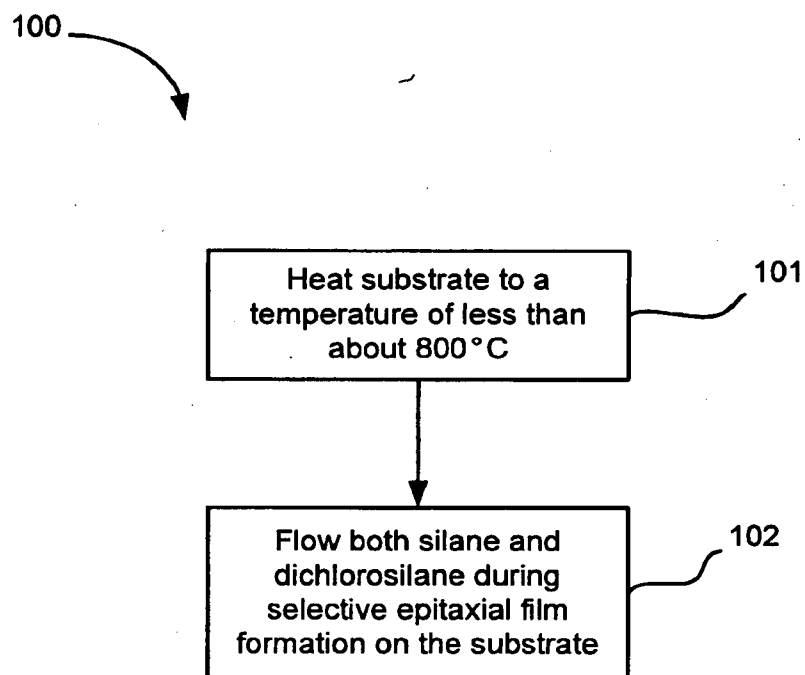 100
Heat substrate to a
temperature of less than
about 800°C
101
Flow both silane and
dichlorosilane during
selective epitaxial film
formation on the substrate
102